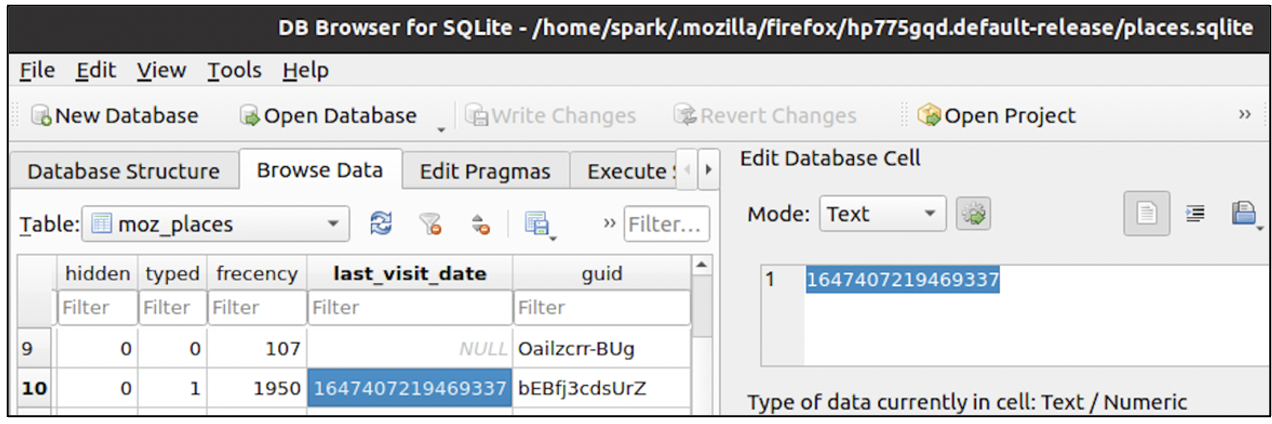 DB Browser for SQLite - /home/spark/.mozilla/firefox/hp775gqd.default-release/places.sqlite
File Edit View Tools Help
New Database Open Database Write Changes Revert Changes Open Project »
Database Structure Browse Data Edit Pragmas Execute
Table: moz_places » Filter...
hidden typed frecency last_visit_date guid
Filter Filter Filter Filter Filter
9 0 0 107 NULL Oailzcrr-BUg
10 0 1 1950 1647407219469337 bEBfj3cdsUrZ
Edit Database Cell
Mode: Text
1 1647407219469337
Type of data currently in cell: Text / Numeric